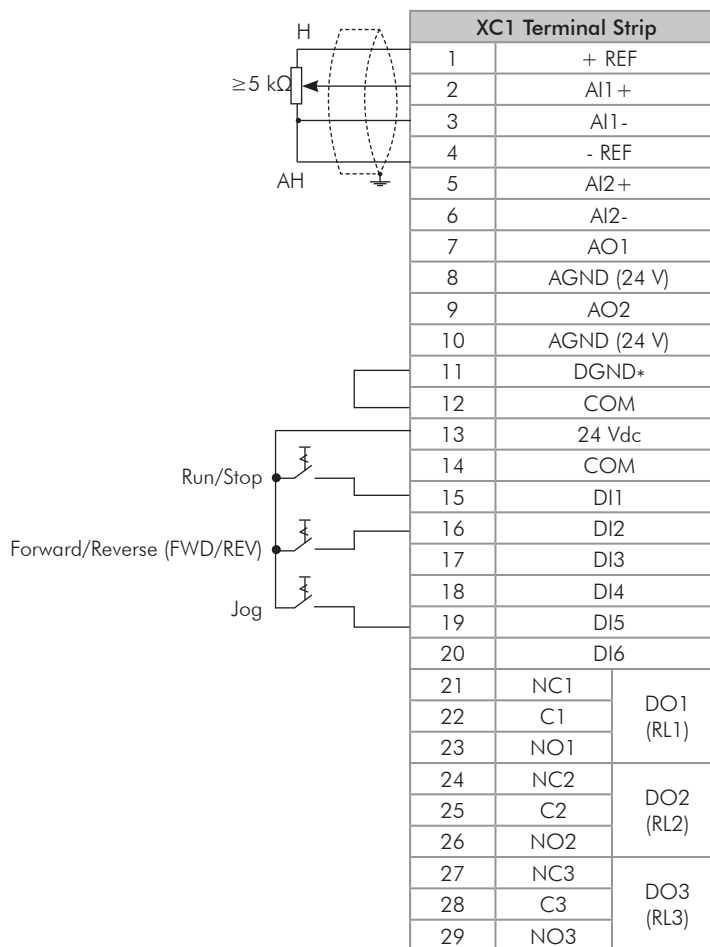 XC1 Terminal Strip
H
1 + REF
≥5 kΩ
2 AI1+
3 AI1-
4 - REF
AH
5 AI2+
6 AI2-
7 AO1
8 AGND (24 V)
9 AO2
10 AGND (24 V)
11 DGND*
12 COM
13 24 Vdc
14 COM
Run/Stop
15 DI1
16 DI2
Forward/Reverse (FWD/REV)
17 DI3
18 DI4
Jog
19 DI5
20 DI6
21 NC1
22 C1
23 NO1
DO1
(RL1)
24 NC2
25 C2
26 NO2
DO2
(RL2)
27 NC3
28 C3
29 NO3
DO3
(RL3)